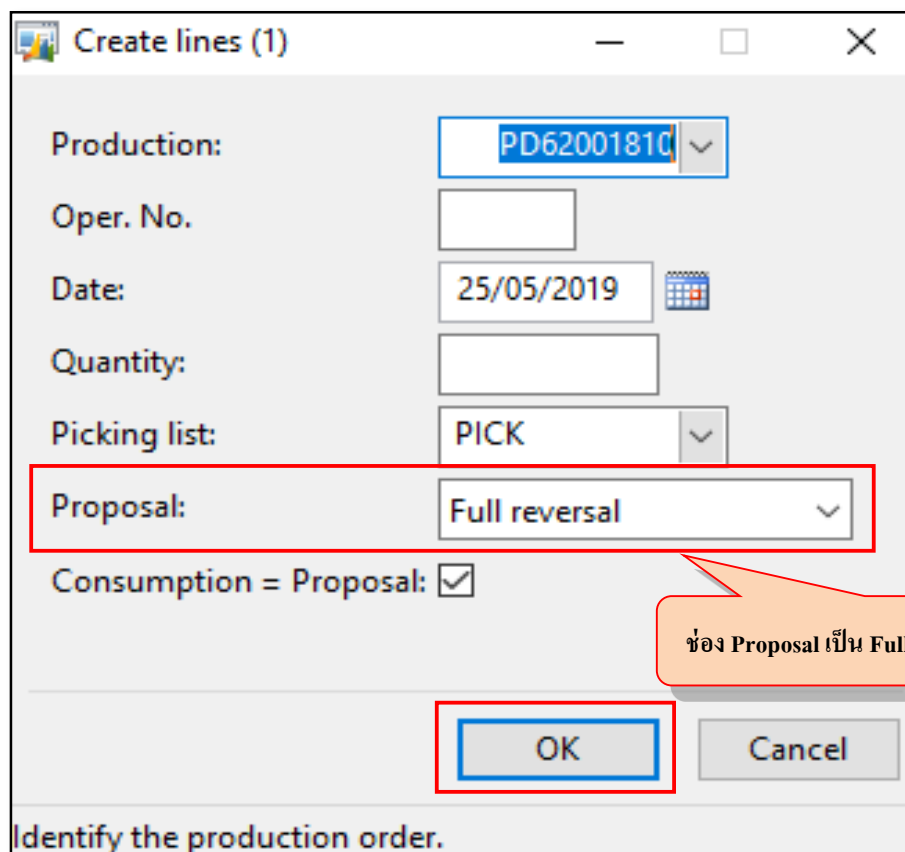 Create lines (1)
Production: PD62001810
Oper. No.
Date: 25/05/2019
Quantity:
Picking list: PICK
Proposal: Full reversal
Consumption = Proposal:
ช่อง Proposal เป็น Full
OK Cancel
Identify the production order.